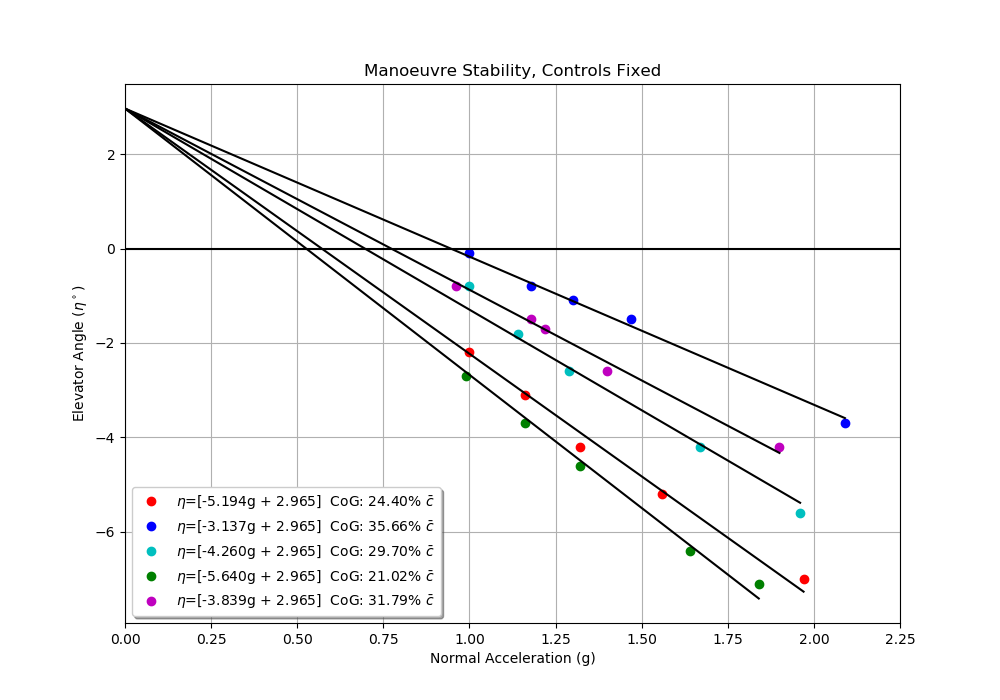 Manoeuvre Stability, Controls Fixed
Elevator Angle (η°)
2
0
−2
−4
−6
η=[-5.194g + 2.965]  CoG: 24.40% c̄
η=[-3.137g + 2.965]  CoG: 35.66% c̄
η=[-4.260g + 2.965]  CoG: 29.70% c̄
η=[-5.640g + 2.965]  CoG: 21.02% c̄
η=[-3.839g + 2.965]  CoG: 31.79% c̄
0.00 0.25 0.50 0.75 1.00 1.25 1.50 1.75 2.00 2.25
Normal Acceleration (g)